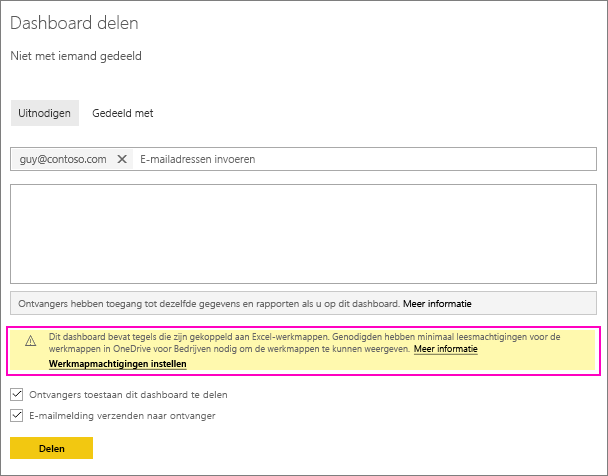 Dashboard delen
Niet met iemand gedeeld
Uitnodigen Gedeeld met
guy@contoso.com E-mailadressen invoeren
Ontvangers hebben toegang tot dezelfde gegevens en rapporten als u op dit dashboard. Meer informatie
Dit dashboard bevat tegels die zijn gekoppeld aan Excel-werkmappen. Genodigden hebben minimaal leesmachtigingen voor de
werkmappen in OneDrive voor Bedrijven nodig om de werkmappen te kunnen weergeven. Meer informatie
Werkmapmachtigingen instellen
Ontvangers toestaan dit dashboard te delen
E-mailmelding verzenden naar ontvanger
Delen